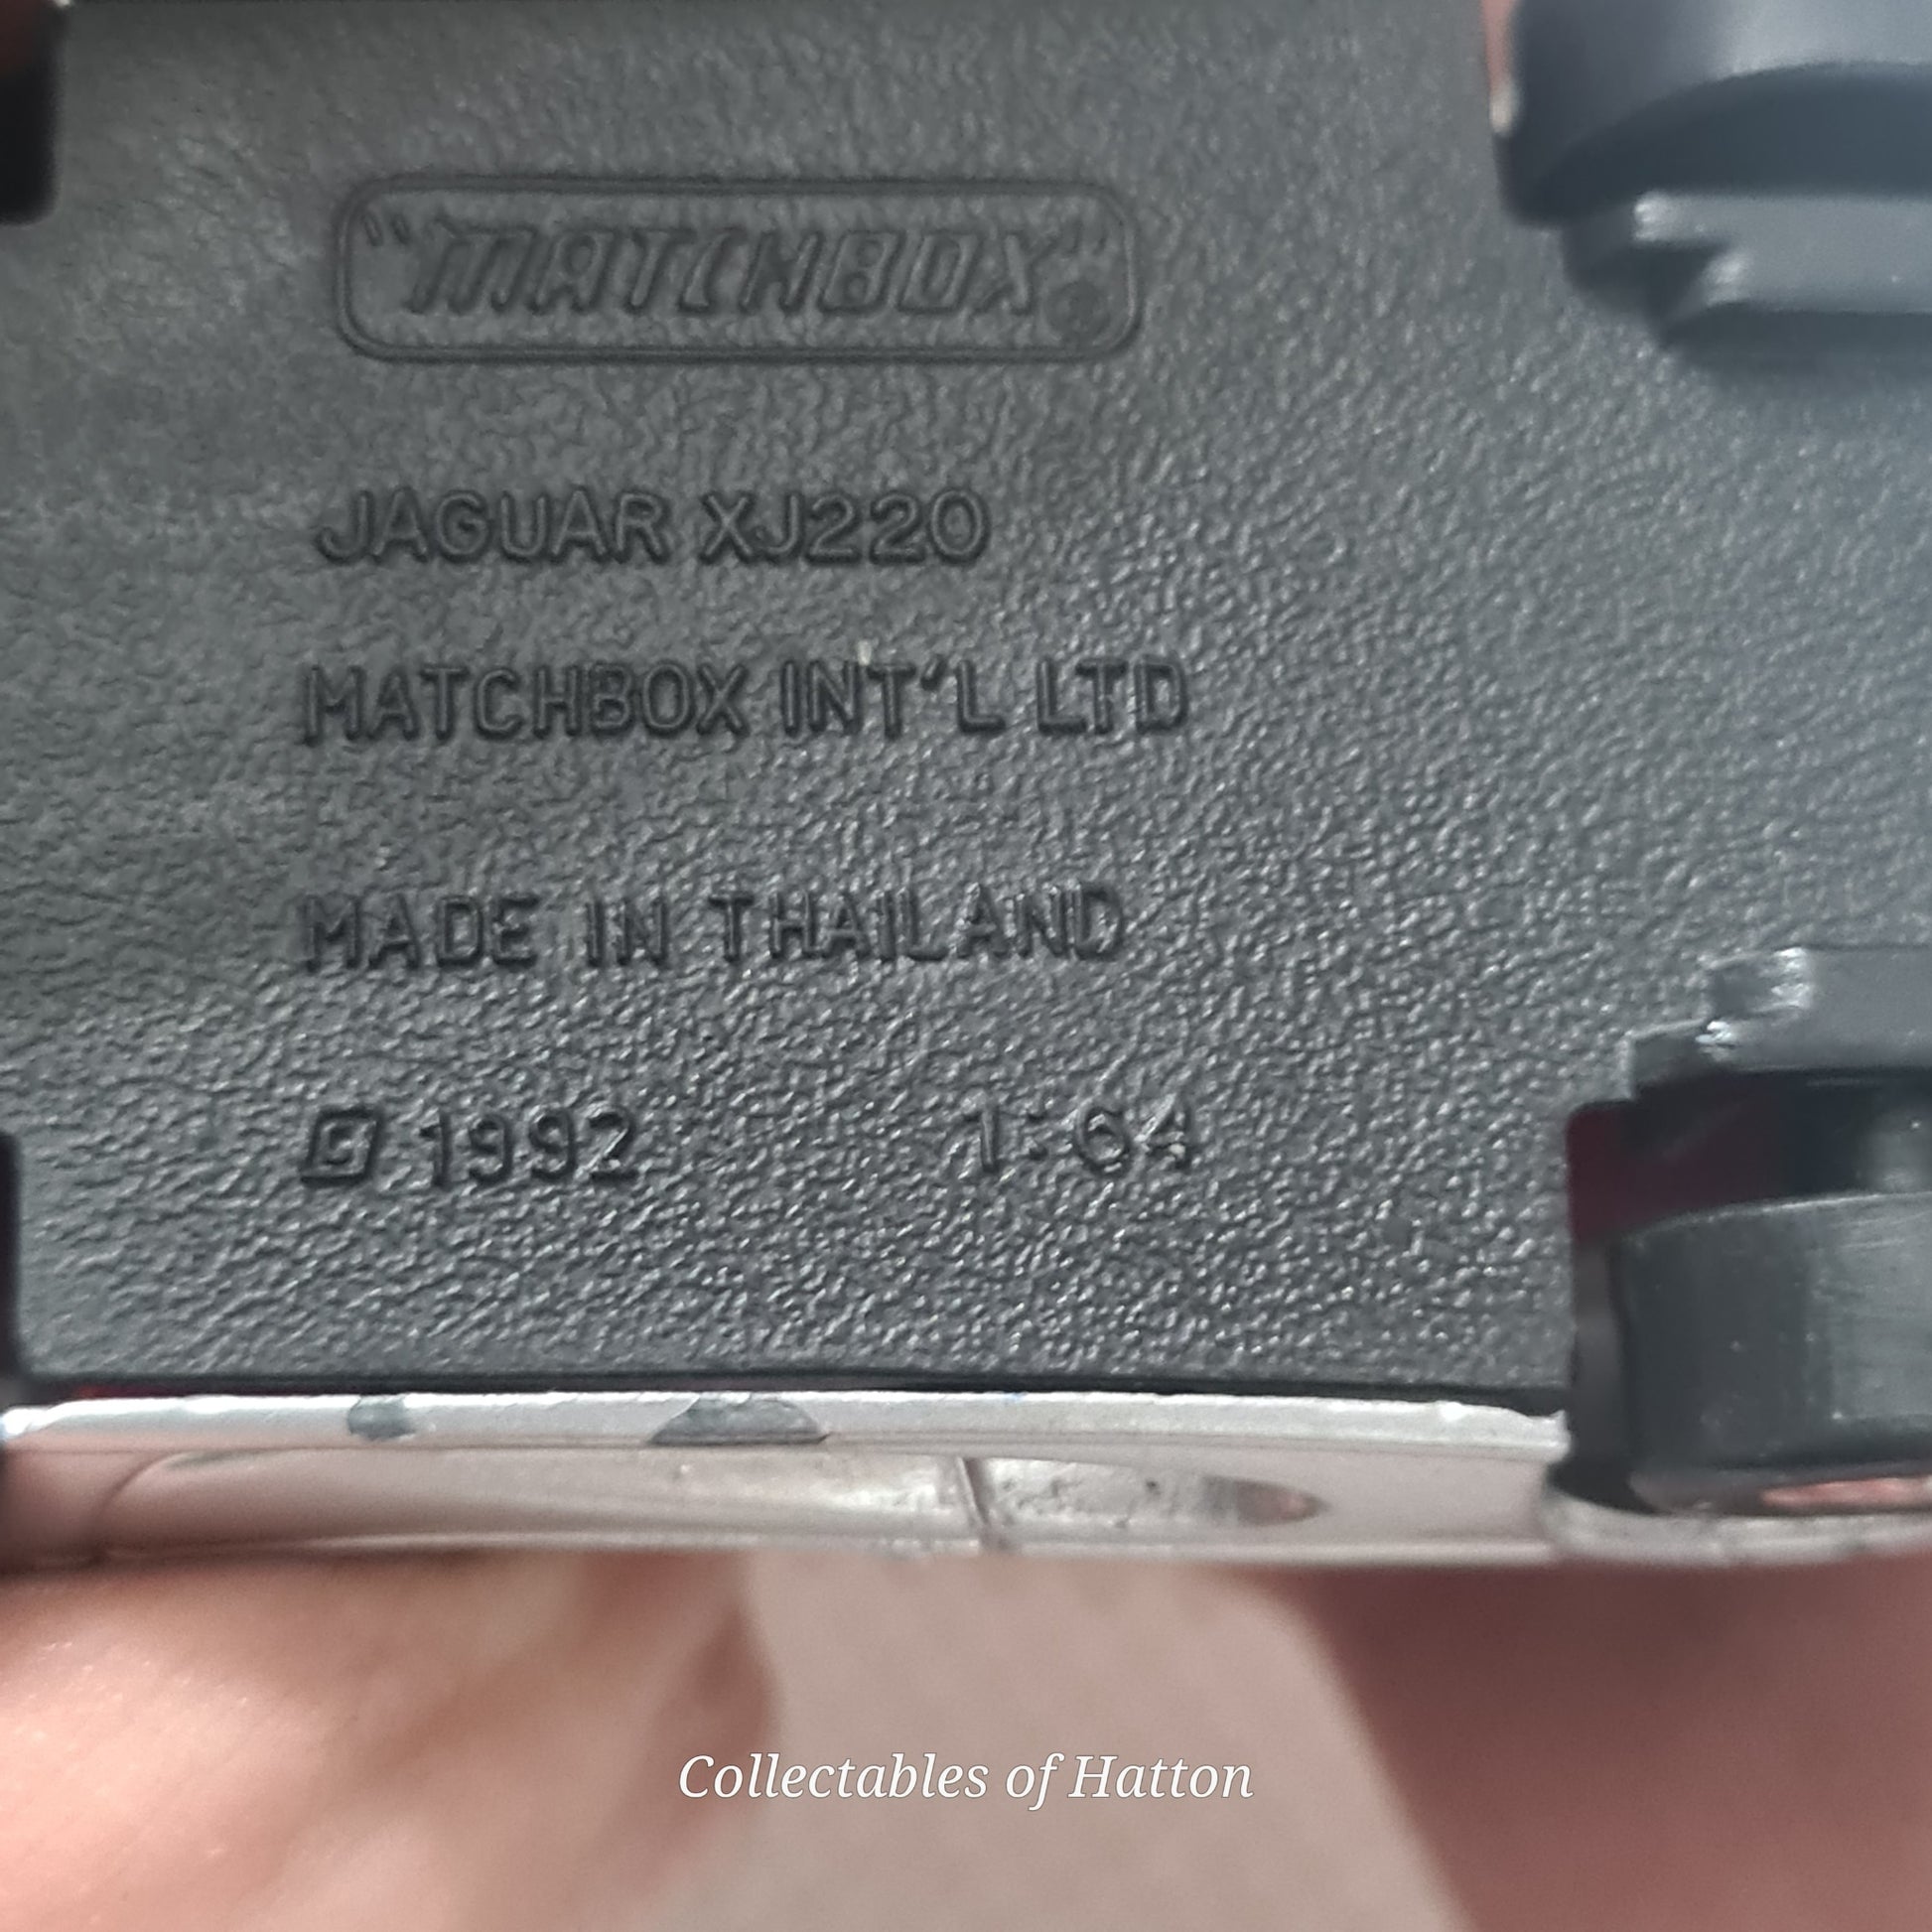 "MATCHBOX"®
JAGUAR XJ220
MATCHBOX INT'L LTD
MADE IN THAILAND
© 1992 1:64
Collectables of Hatton